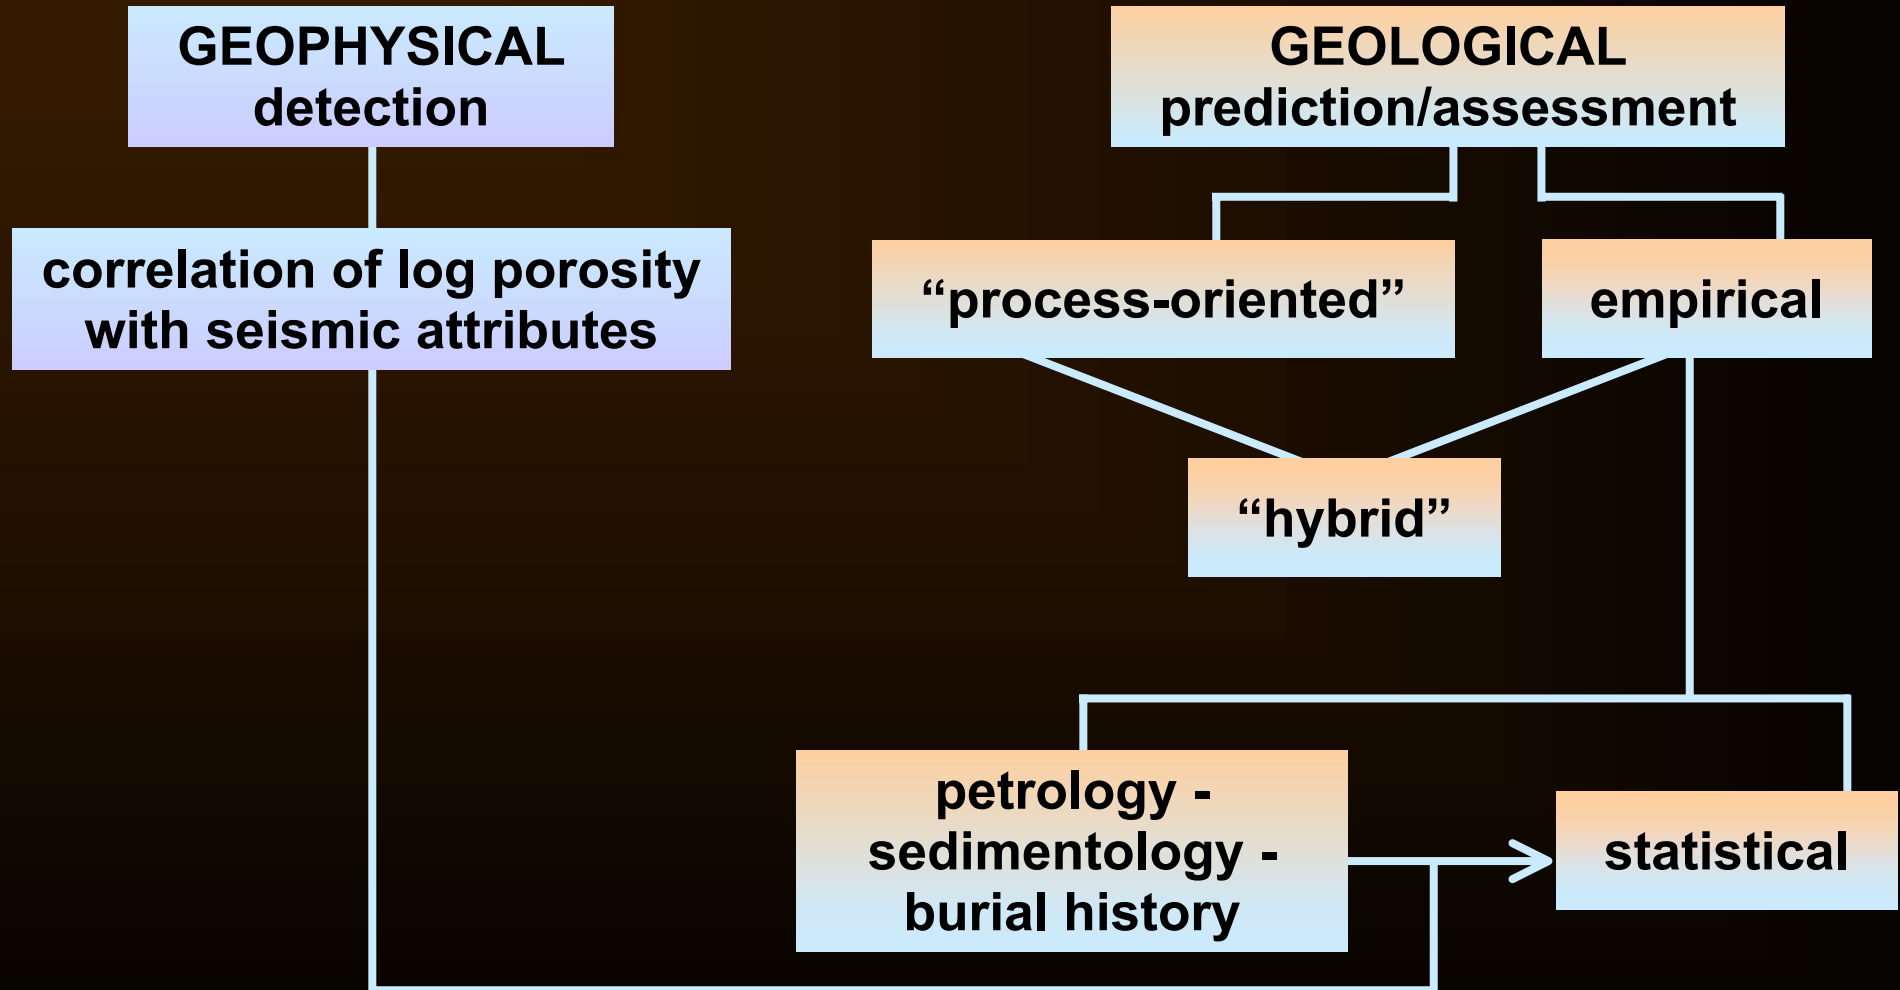 GEOPHYSICAL
detection
GEOLOGICAL
prediction/assessment
correlation of log porosity
with seismic attributes
“process-oriented”
empirical
“hybrid”
petrology -
sedimentology -
burial history
statistical